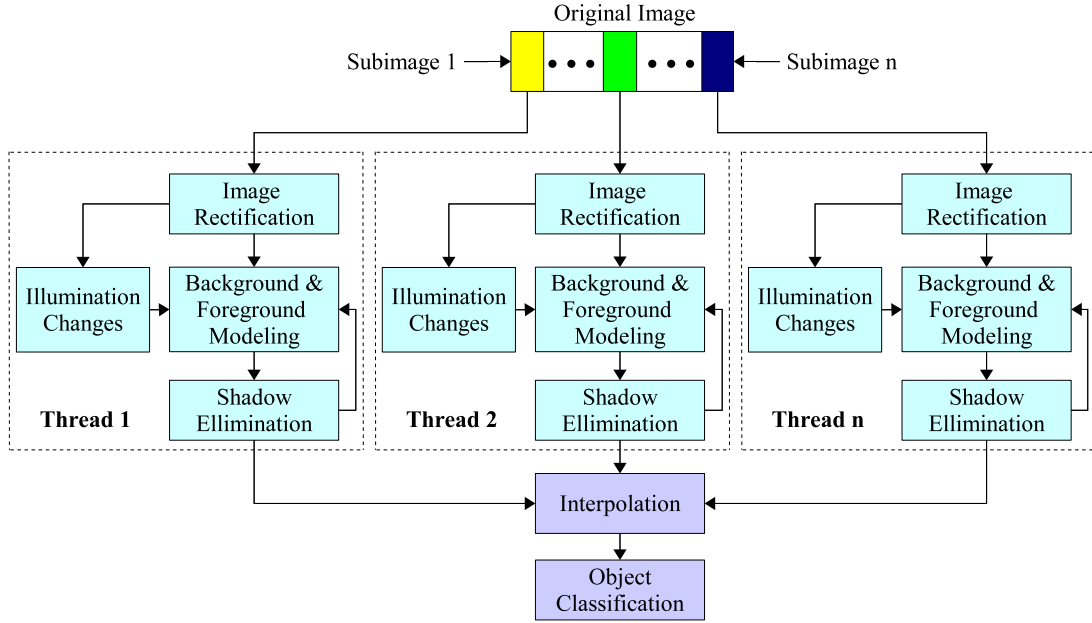 Original Image
Subimage 1
Subimage n
Image
Rectification
Illumination
Changes
Background &
Foreground
Modeling
Shadow
Ellimination
Thread 1
Image
Rectification
Illumination
Changes
Background &
Foreground
Modeling
Shadow
Ellimination
Thread 2
Image
Rectification
Illumination
Changes
Background &
Foreground
Modeling
Shadow
Ellimination
Thread n
Interpolation
Object
Classification